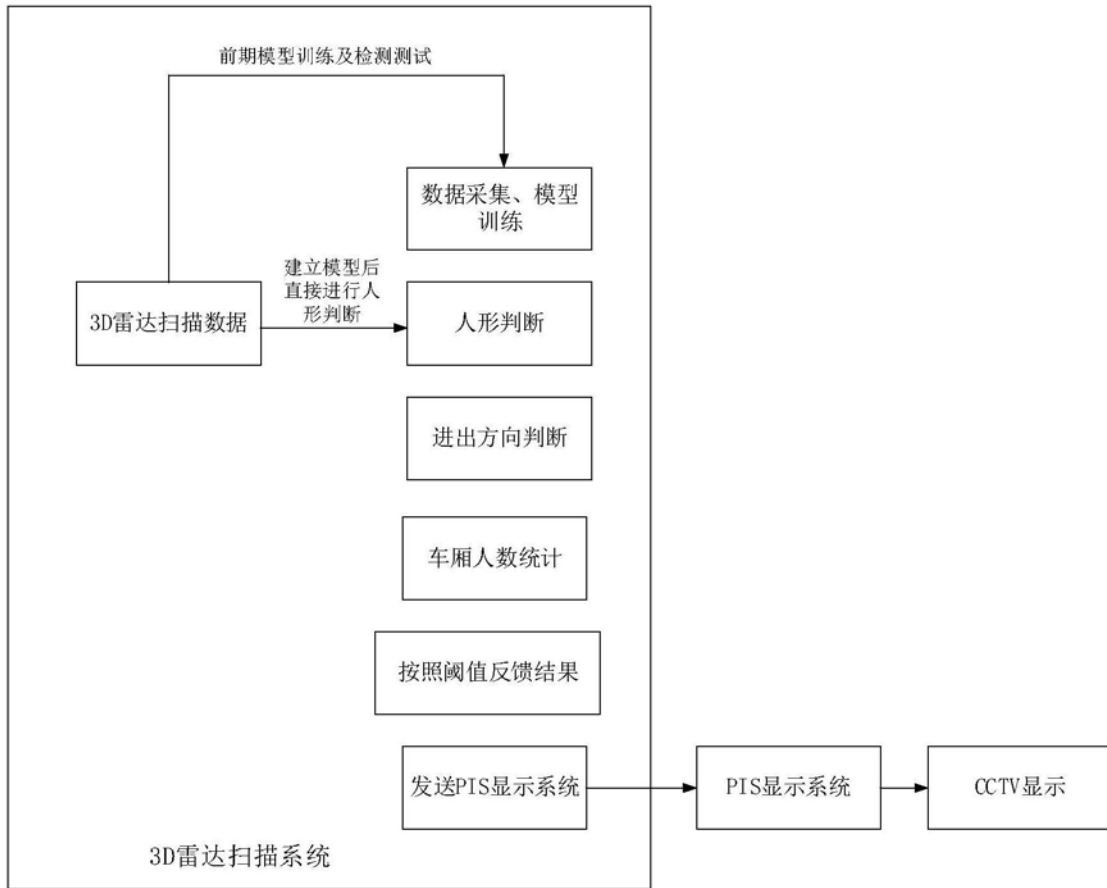 前期模型训练及检测测试
数据采集、模型
训练
建立模型后
直接进行人
形判断
3D雷达扫描数据
人形判断
进出方向判断
车厢人数统计
按照阈值反馈结果
发送PIS显示系统
PIS显示系统
CCTV显示
3D雷达扫描系统